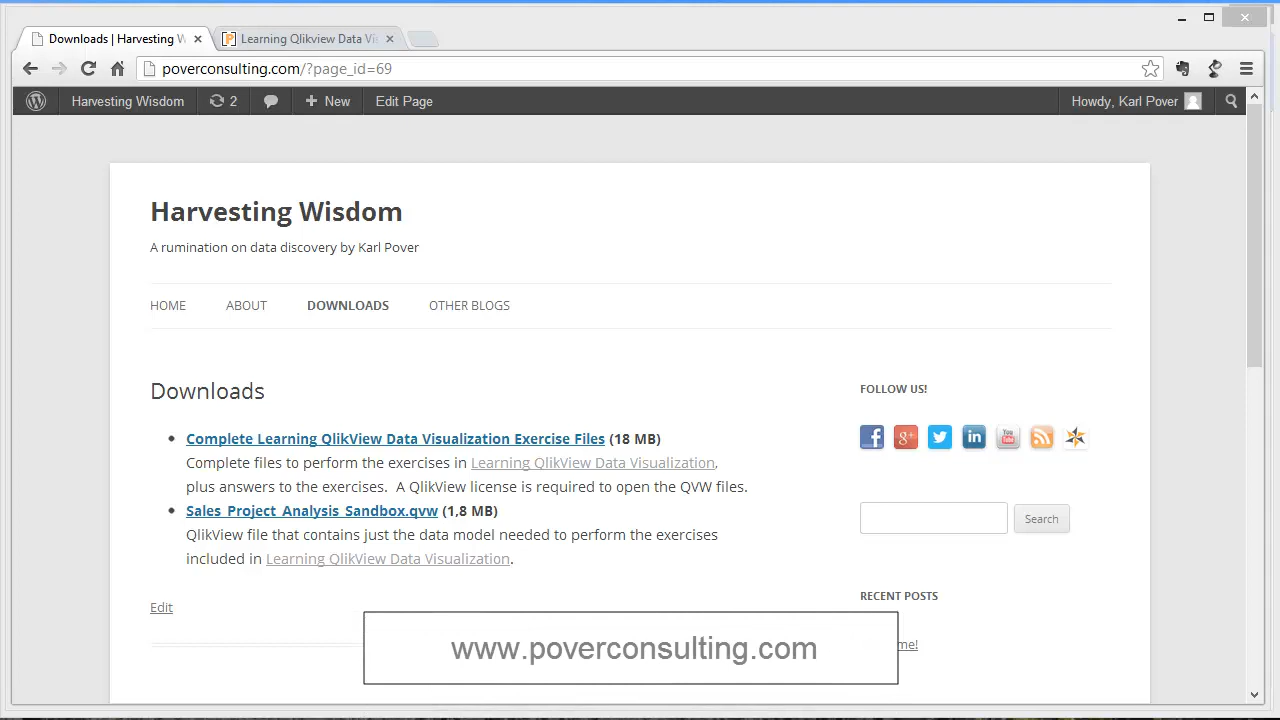 Downloads | Harvesting W
Learning Qlikview Data Vis
poverconsulting.com/?page_id=69
Harvesting Wisdom 2 New Edit Page Howdy, Karl Pover
Harvesting Wisdom
A rumination on data discovery by Karl Pover
HOME ABOUT DOWNLOADS OTHER BLOGS
Downloads
Complete Learning QlikView Data Visualization Exercise Files (18 MB)
Complete files to perform the exercises in Learning QlikView Data Visualization,
plus answers to the exercises. A QlikView license is required to open the QVW files.
Sales_Project_Analysis_Sandbox.qvw (1,8 MB)
QlikView file that contains just the data model needed to perform the exercises
included in Learning QlikView Data Visualization.
Edit
FOLLOW US!
Search
RECENT POSTS
me!
www.poverconsulting.com